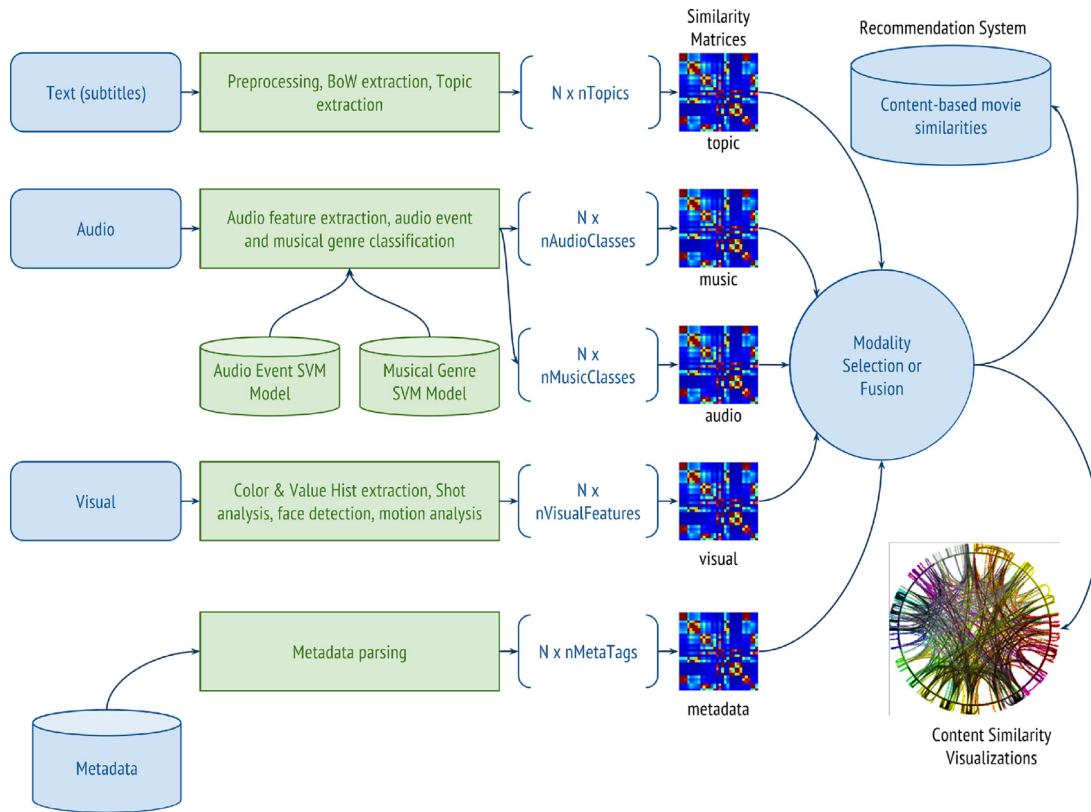 Similarity
Matrices
Recommendation System
Text (subtitles)
Preprocessing, BoW extraction, Topic
extraction
N x nTopics
topic
Content-based movie
similarities
Audio
Audio feature extraction, audio event
and musical genre classification
N x
nAudioClasses
music
Audio Event SVM
Model
Musical Genre
SVM Model
N x
nMusicClasses
audio
Modality
Selection or
Fusion
Visual
Color & Value Hist extraction, Shot
analysis, face detection, motion analysis
N x
nVisualFeatures
visual
Metadata parsing
N x nMetaTags
metadata
Metadata
Content Similarity
Visualizations